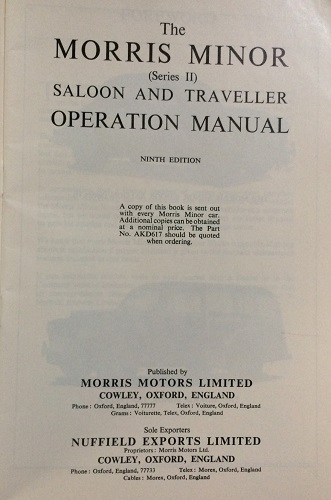 The
MORRIS MINOR
(Series II)
SALOON AND TRAVELLER
OPERATION MANUAL
NINTH EDITION
A copy of this book is sent out
with every Morris Minor car.
Additional copies can be obtained
at a nominal price. The Part
No. AKD617 should be quoted
when ordering.
Published by
MORRIS MOTORS LIMITED
COWLEY, OXFORD, ENGLAND
Phone : Oxford, England, 77777 Telex : Voiture, Oxford, England
Grams : Voiturette, Telex, Oxford, England
Sole Exporters
NUFFIELD EXPORTS LIMITED
Proprietors : Morris Motors Ltd.
COWLEY, OXFORD, ENGLAND
Phone : Oxford, England, 77733 Telex : Morex, Oxford, England
Cables : Morex, Oxford, England